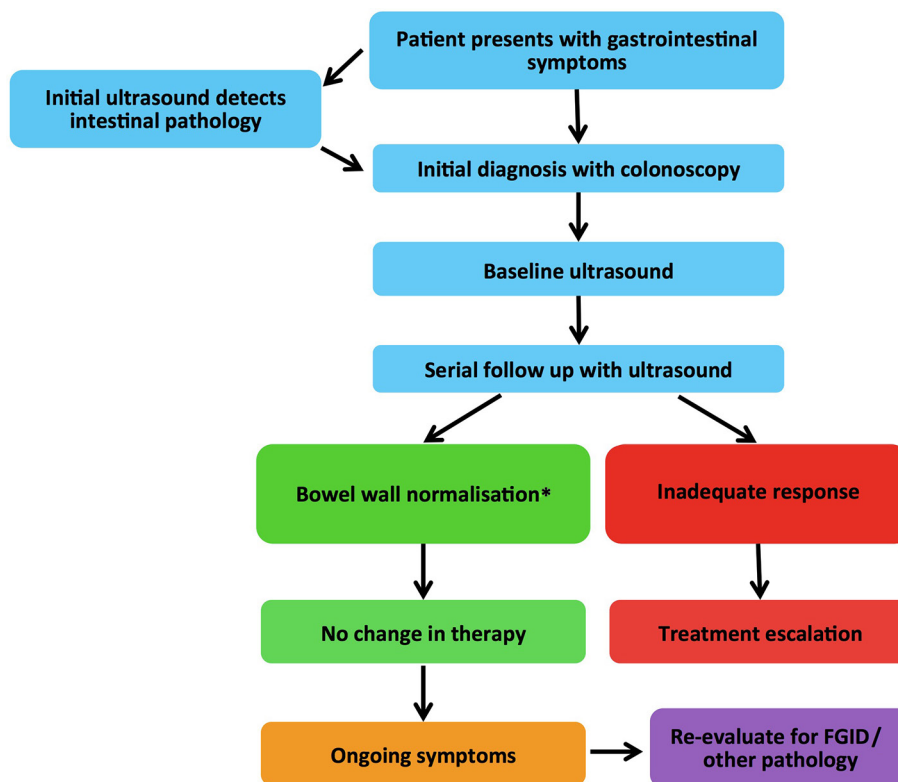 Patient presents with gastrointestinal
symptoms
Initial ultrasound detects
intestinal pathology
Initial diagnosis with colonoscopy
Baseline ultrasound
Serial follow up with ultrasound
Bowel wall normalisation*
Inadequate response
No change in therapy
Treatment escalation
Ongoing symptoms
Re-evaluate for FGID/
other pathology